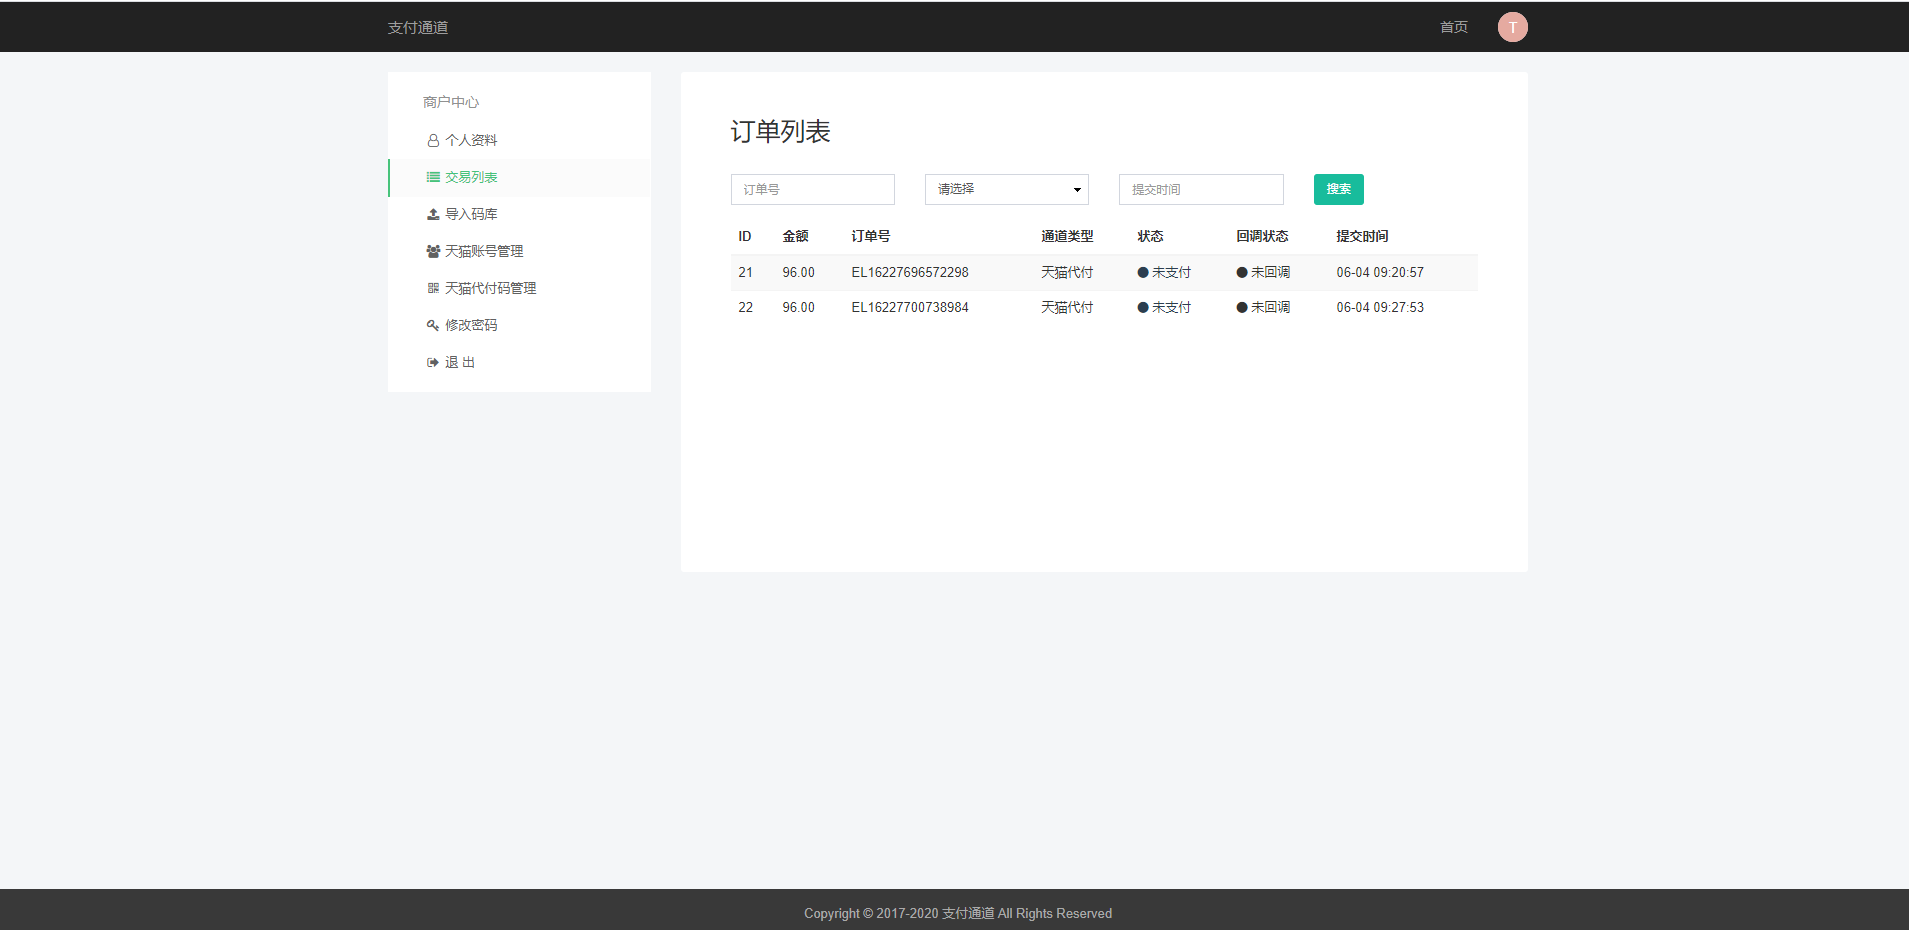 支付通道
首页
T
商户中心
个人资料
交易列表
导入码库
天猫账号管理
天猫代付码管理
修改密码
退 出
订单列表
订单号 请选择 提交时间 搜索
ID 金额 订单号 通道类型 状态 回调状态 提交时间
21 96.00 EL16227696572298 天猫代付 未支付 未回调 06-04 09:20:57
22 96.00 EL16227700738984 天猫代付 未支付 未回调 06-04 09:27:53
Copyright © 2017-2020 支付通道 All Rights Reserved